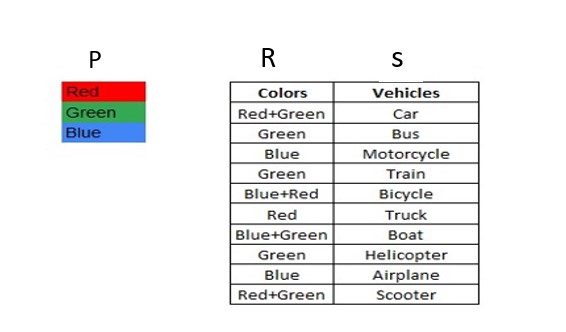 P R s
Red
Green
Blue
Colors Vehicles
Red+Green Car
Green Bus
Blue Motorcycle
Green Train
Blue+Red Bicycle
Red Truck
Blue+Green Boat
Green Helicopter
Blue Airplane
Red+Green Scooter